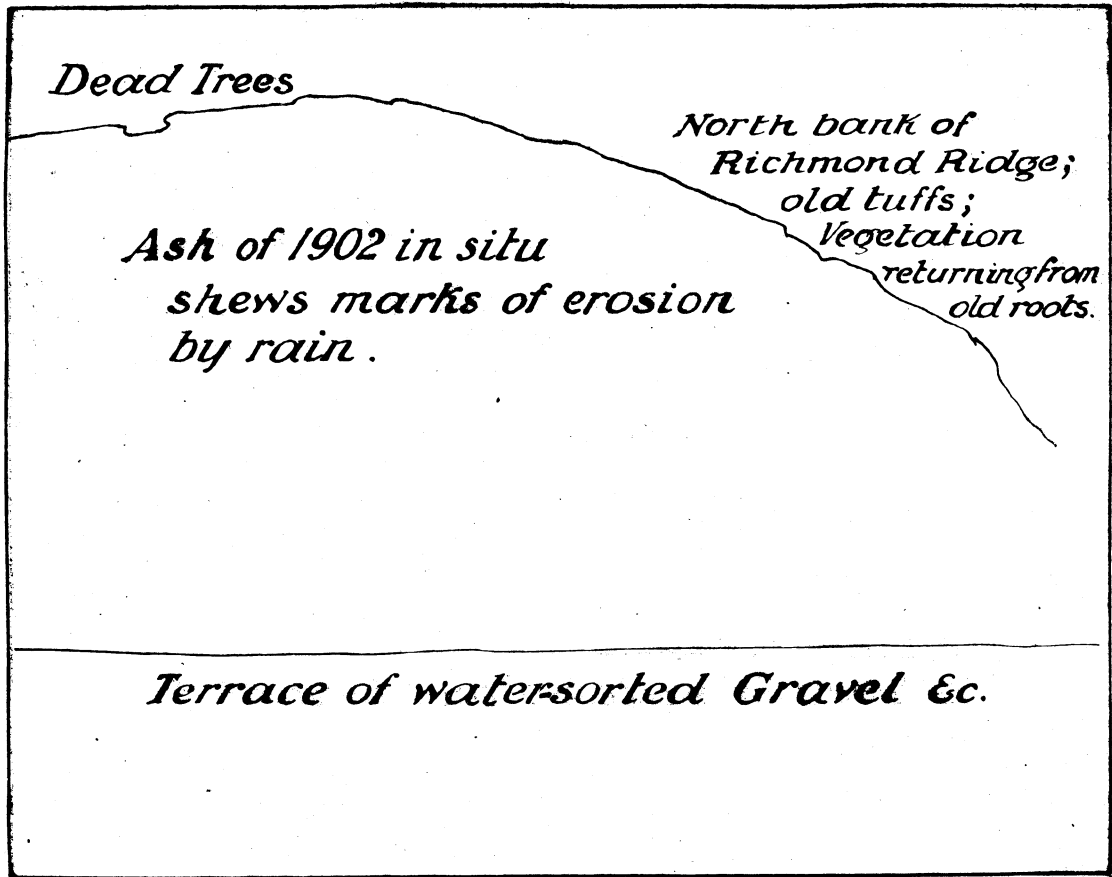 Dead Trees
North bank of
Richmond Ridge;
old tuffs;
Vegetation
returning from
old roots.
Ash of 1902 in situ
shews marks of erosion
by rain.
Terrace of water-sorted Gravel &c.